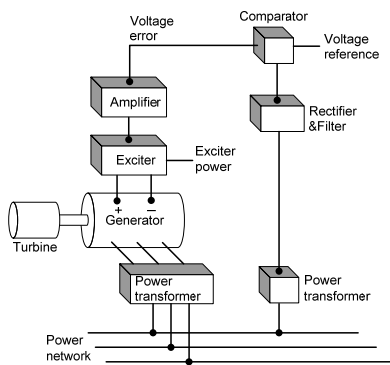 Voltage
error
Comparator
Voltage
reference
Amplifier
Rectifier
&Filter
Exciter
Exciter
power
+ −
Generator
Turbine
Power
transformer
Power
transformer
Power
network